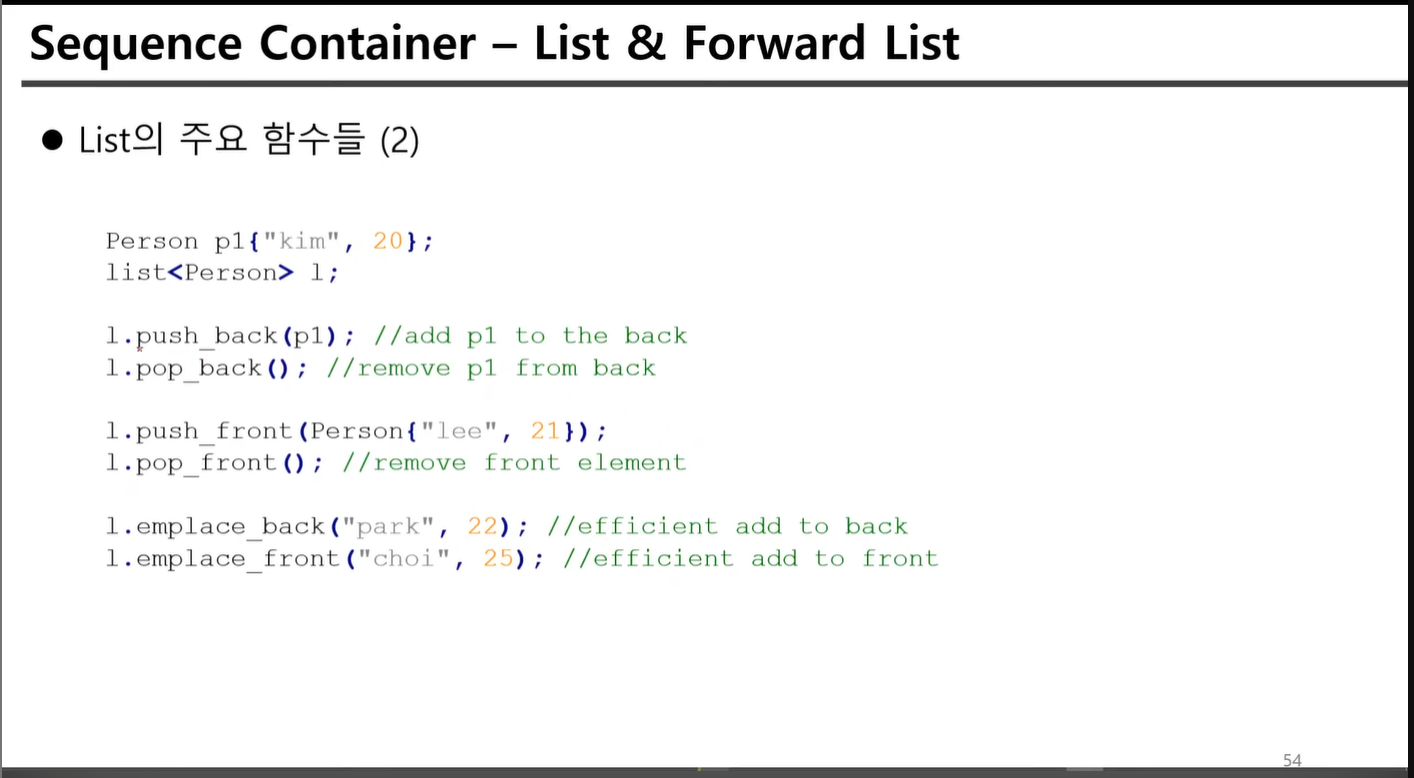 Sequence Container – List & Forward List
● List의 주요 함수들 (2)
Person p1{"kim", 20};
list<Person> l;
l.push_back(p1); //add p1 to the back
l.pop_back(); //remove p1 from back
l.push_front(Person{"lee", 21});
l.pop_front(); //remove front element
l.emplace_back("park", 22); //efficient add to back
l.emplace_front("choi", 25); //efficient add to front
54